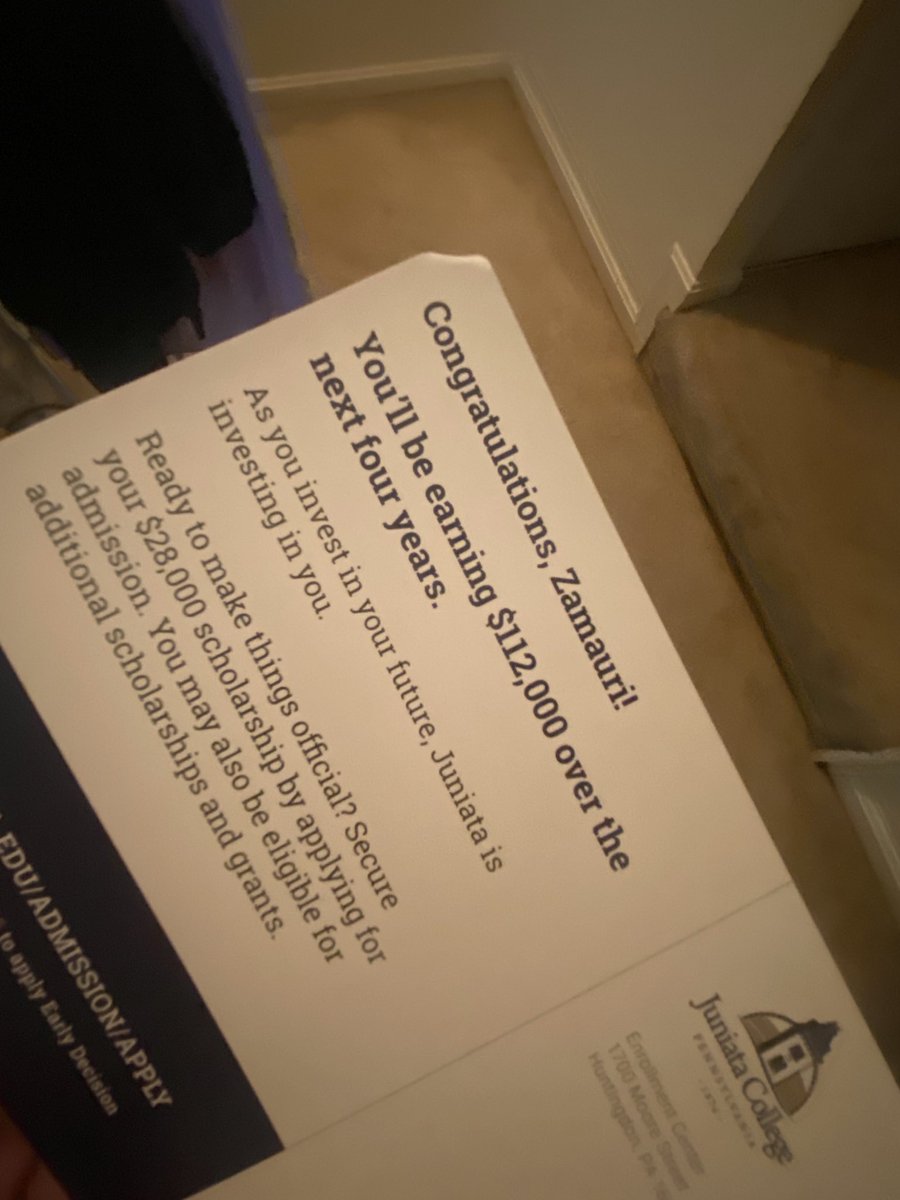 Congratulations, Zamauri!
You'll be earning $112,000 over the
next four years.
As you invest in your future, Juniata is
investing in you.
Ready to make things official? Secure
your $28,000 scholarship by applying for
admission. You may also be eligible for
additional scholarships and grants.
.EDU/ADMISSION/APPLY
to apply Early Decision
Juniata College
PENNSYLVANIA
Enrollment Center
1700 Moore Street
Huntingdon, PA